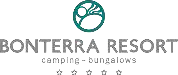 BONTERRA RESORT
camping - bungalows